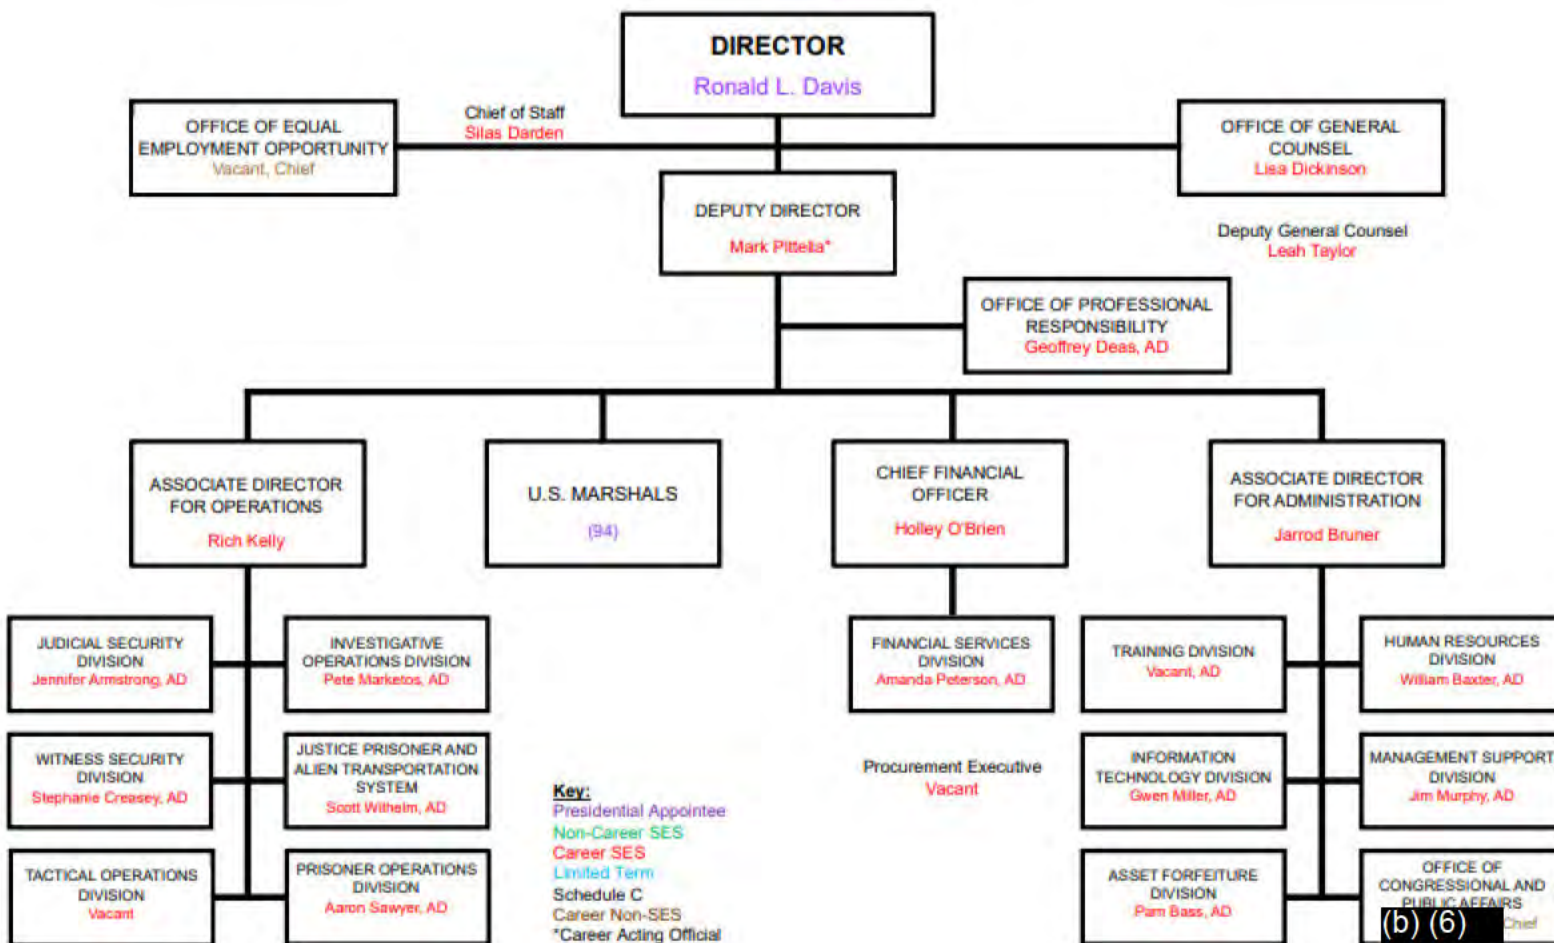 DIRECTOR
Ronald L. Davis
Chief of Staff
Silas Darden
OFFICE OF EQUAL
EMPLOYMENT OPPORTUNITY
Vacant, Chief
OFFICE OF GENERAL
COUNSEL
Lisa Dickinson
DEPUTY DIRECTOR
Mark Pittella*
Deputy General Counsel
Leah Taylor
OFFICE OF PROFESSIONAL
RESPONSIBILITY
Geoffrey Deas, AD
ASSOCIATE DIRECTOR
FOR OPERATIONS
Rich Kelly
U.S. MARSHALS
(94)
CHIEF FINANCIAL
OFFICER
Holley O'Brien
ASSOCIATE DIRECTOR
FOR ADMINISTRATION
Jarrod Bruner
JUDICIAL SECURITY
DIVISION
Jennifer Armstrong, AD
INVESTIGATIVE
OPERATIONS DIVISION
Pete Marketos, AD
FINANCIAL SERVICES
DIVISION
Amanda Peterson, AD
TRAINING DIVISION
Vacant, AD
HUMAN RESOURCES
DIVISION
William Baxter, AD
WITNESS SECURITY
DIVISION
Stephanie Creasey, AD
JUSTICE PRISONER AND
ALIEN TRANSPORTATION
SYSTEM
Scott Wilhelm, AD
Procurement Executive
Vacant
INFORMATION
TECHNOLOGY DIVISION
Gwen Miller, AD
MANAGEMENT SUPPORT
DIVISION
Jim Murphy, AD
TACTICAL OPERATIONS
DIVISION
Vacant
PRISONER OPERATIONS
DIVISION
Aaron Sawyer, AD
Key:
Presidential Appointee
Non-Career SES
Career SES
Limited Term
Schedule C
Career Non-SES
*Career Acting Official
ASSET FORFEITURE
DIVISION
Pam Bass, AD
OFFICE OF
CONGRESSIONAL AND
PUBLIC AFFAIRS
(b) (6) Chief